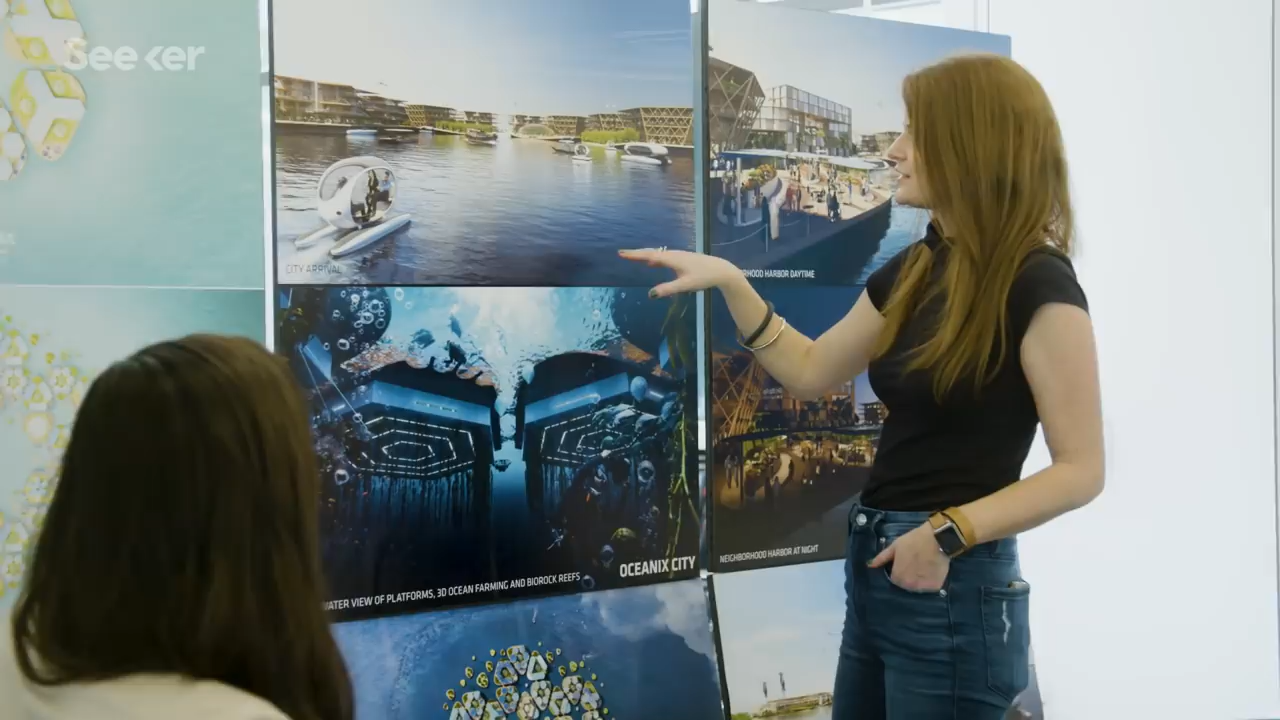 Seeker
CITY ARRIVAL
RHOOD HARBOR DAYTIME
WATER VIEW OF PLATFORMS, 3D OCEAN FARMING AND BIOROCK REEFS
OCEANIX CITY
NEIGHBORHOOD HARBOR AT NIGHT